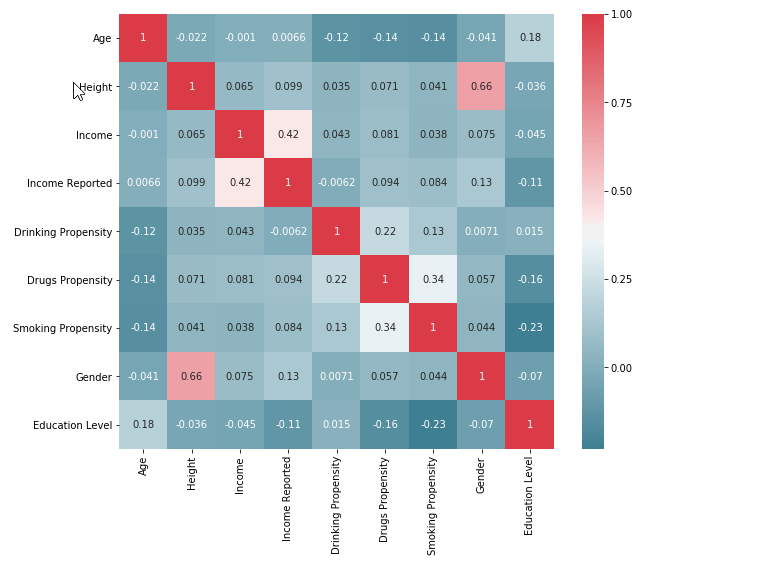 Age 1 -0.022 -0.001 0.0066 -0.12 -0.14 -0.14 -0.041 0.18
Height -0.022 1 0.065 0.099 0.035 0.071 0.041 0.66 -0.036
Income -0.001 0.065 1 0.42 0.043 0.081 0.038 0.075 -0.045
Income Reported 0.0066 0.099 0.42 1 -0.0062 0.094 0.084 0.13 -0.11
Drinking Propensity -0.12 0.035 0.043 -0.0062 1 0.22 0.13 0.0071 0.015
Drugs Propensity -0.14 0.071 0.081 0.094 0.22 1 0.34 0.057 -0.16
Smoking Propensity -0.14 0.041 0.038 0.084 0.13 0.34 1 0.044 -0.23
Gender -0.041 0.66 0.075 0.13 0.0071 0.057 0.044 1 -0.07
Education Level 0.18 -0.036 -0.045 -0.11 0.015 -0.16 -0.23 -0.07 1
Age
Height
Income
Income Reported
Drinking Propensity
Drugs Propensity
Smoking Propensity
Gender
Education Level
1.00
0.75
0.50
0.25
0.00